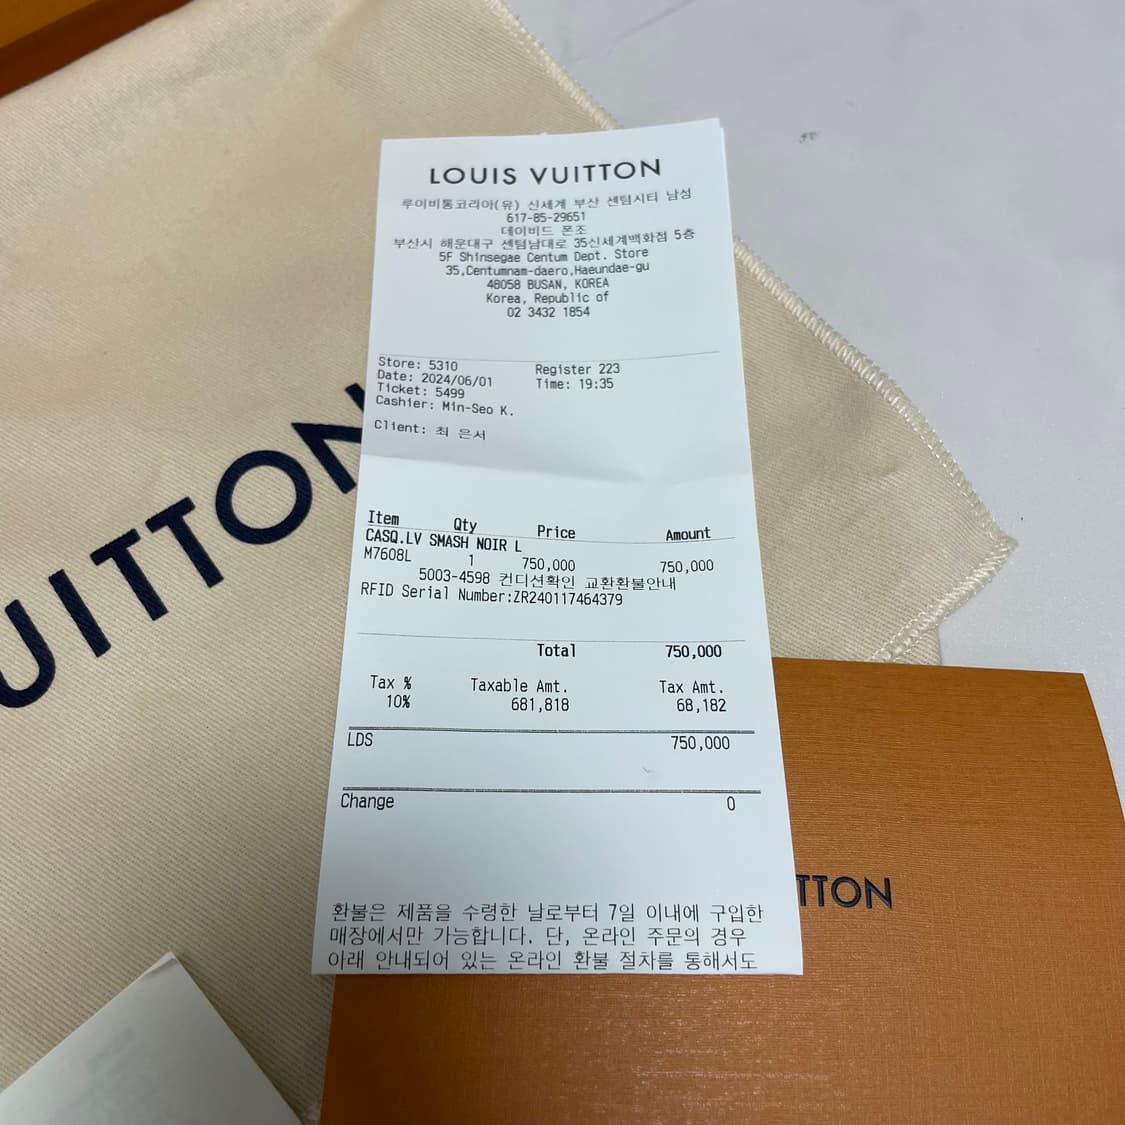 LOUIS VUITTON
루이비통코리아(유) 신세계 부산 센텀시티 남성
617-85-29651
데이비드 폰조
부산시 해운대구 센텀남대로 35신세계백화점 5층
5F Shinsegae Centum Dept. Store
35,Centumnam-daero,Haeundae-gu
48058 BUSAN, KOREA
Korea, Republic of
02 3432 1854
Store: 5310 Register 223
Date: 2024/06/01 Time: 19:35
Ticket: 5499
Cashier: Min-Seo K.
Client: 최 은서
Item Qty Price Amount
CASQ.LV SMASH NOIR L
M7608L 1 750,000 750,000
5003-4598 컨디션확인 교환환불안내
RFID Serial Number:ZR240117464379
Total 750,000
Tax % Taxable Amt. Tax Amt.
10% 681,818 68,182
LDS 750,000
Change 0
환불은 제품을 수령한 날로부터 7일 이내에 구입한
매장에서만 가능합니다. 단, 온라인 주문의 경우
아래 안내되어 있는 온라인 환불 절차를 통해서도
UITTON
TTON